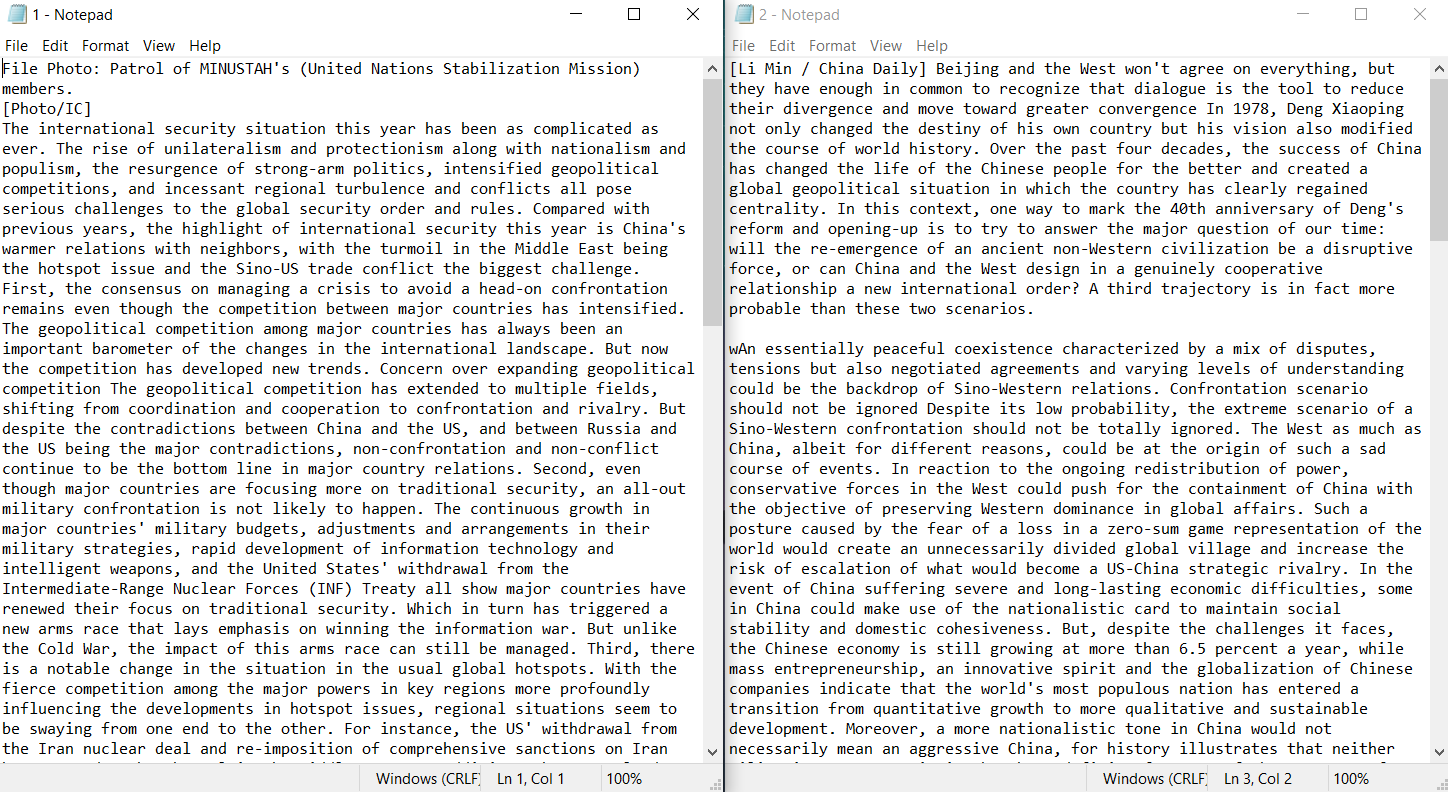 1 - Notepad
File Edit Format View Help
File Photo: Patrol of MINUSTAH's (United Nations Stabilization Mission)
members.
[Photo/IC]
The international security situation this year has been as complicated as
ever. The rise of unilateralism and protectionism along with nationalism and
populism, the resurgence of strong-arm politics, intensified geopolitical
competitions, and incessant regional turbulence and conflicts all pose
serious challenges to the global security order and rules. Compared with
previous years, the highlight of international security this year is China's
warmer relations with neighbors, with the turmoil in the Middle East being
the hotspot issue and the Sino-US trade conflict the biggest challenge.
First, the consensus on managing a crisis to avoid a head-on confrontation
remains even though the competition between major countries has intensified.
The geopolitical competition among major countries has always been an
important barometer of the changes in the international landscape. But now
the competition has developed new trends. Concern over expanding geopolitical
competition The geopolitical competition has extended to multiple fields,
shifting from coordination and cooperation to confrontation and rivalry. But
despite the contradictions between China and the US, and between Russia and
the US being the major contradictions, non-confrontation and non-conflict
continue to be the bottom line in major country relations. Second, even
though major countries are focusing more on traditional security, an all-out
military confrontation is not likely to happen. The continuous growth in
major countries' military budgets, adjustments and arrangements in their
military strategies, rapid development of information technology and
intelligent weapons, and the United States' withdrawal from the
Intermediate-Range Nuclear Forces (INF) Treaty all show major countries have
renewed their focus on traditional security. Which in turn has triggered a
new arms race that lays emphasis on winning the information war. But unlike
the Cold War, the impact of this arms race can still be managed. Third, there
is a notable change in the situation in the usual global hotspots. With the
fierce competition among the major powers in key regions more profoundly
influencing the developments in hotspot issues, regional situations seem to
be swaying from one end to the other. For instance, the US' withdrawal from
the Iran nuclear deal and re-imposition of comprehensive sanctions on Iran
Windows (CRLF) Ln 1, Col 1 100%
2 - Notepad
File Edit Format View Help
[Li Min / China Daily] Beijing and the West won't agree on everything, but
they have enough in common to recognize that dialogue is the tool to reduce
their divergence and move toward greater convergence In 1978, Deng Xiaoping
not only changed the destiny of his own country but his vision also modified
the course of world history. Over the past four decades, the success of China
has changed the life of the Chinese people for the better and created a
global geopolitical situation in which the country has clearly regained
centrality. In this context, one way to mark the 40th anniversary of Deng's
reform and opening-up is to try to answer the major question of our time:
will the re-emergence of an ancient non-Western civilization be a disruptive
force, or can China and the West design in a genuinely cooperative
relationship a new international order? A third trajectory is in fact more
probable than these two scenarios.
wAn essentially peaceful coexistence characterized by a mix of disputes,
tensions but also negotiated agreements and varying levels of understanding
could be the backdrop of Sino-Western relations. Confrontation scenario
should not be ignored Despite its low probability, the extreme scenario of a
Sino-Western confrontation should not be totally ignored. The West as much as
China, albeit for different reasons, could be at the origin of such a sad
course of events. In reaction to the ongoing redistribution of power,
conservative forces in the West could push for the containment of China with
the objective of preserving Western dominance in global affairs. Such a
posture caused by the fear of a loss in a zero-sum game representation of the
world would create an unnecessarily divided global village and increase the
risk of escalation of what would become a US-China strategic rivalry. In the
event of China suffering severe and long-lasting economic difficulties, some
in China could make use of the nationalistic card to maintain social
stability and domestic cohesiveness. But, despite the challenges it faces,
the Chinese economy is still growing at more than 6.5 percent a year, while
mass entrepreneurship, an innovative spirit and the globalization of Chinese
companies indicate that the world's most populous nation has entered a
transition from quantitative growth to more qualitative and sustainable
development. Moreover, a more nationalistic tone in China would not
necessarily mean an aggressive China, for history illustrates that neither
Windows (CRLF) Ln 3, Col 2 100%